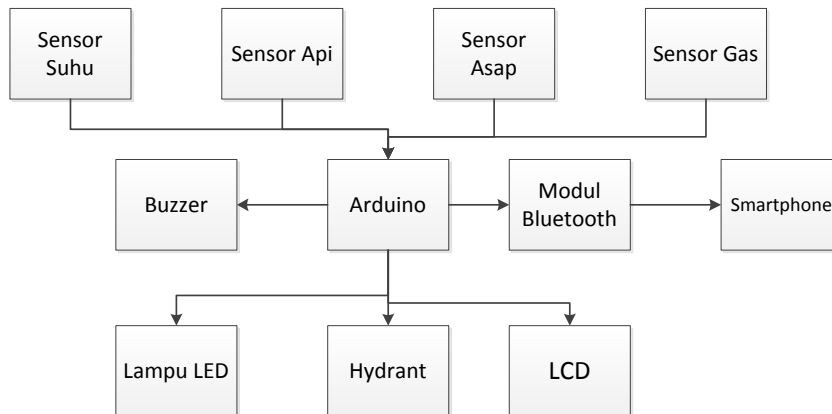 Sensor
Suhu
Sensor Api
Sensor
Asap
Sensor Gas
Buzzer
Arduino
Modul
Bluetooth
Smartphone
Lampu LED
Hydrant
LCD